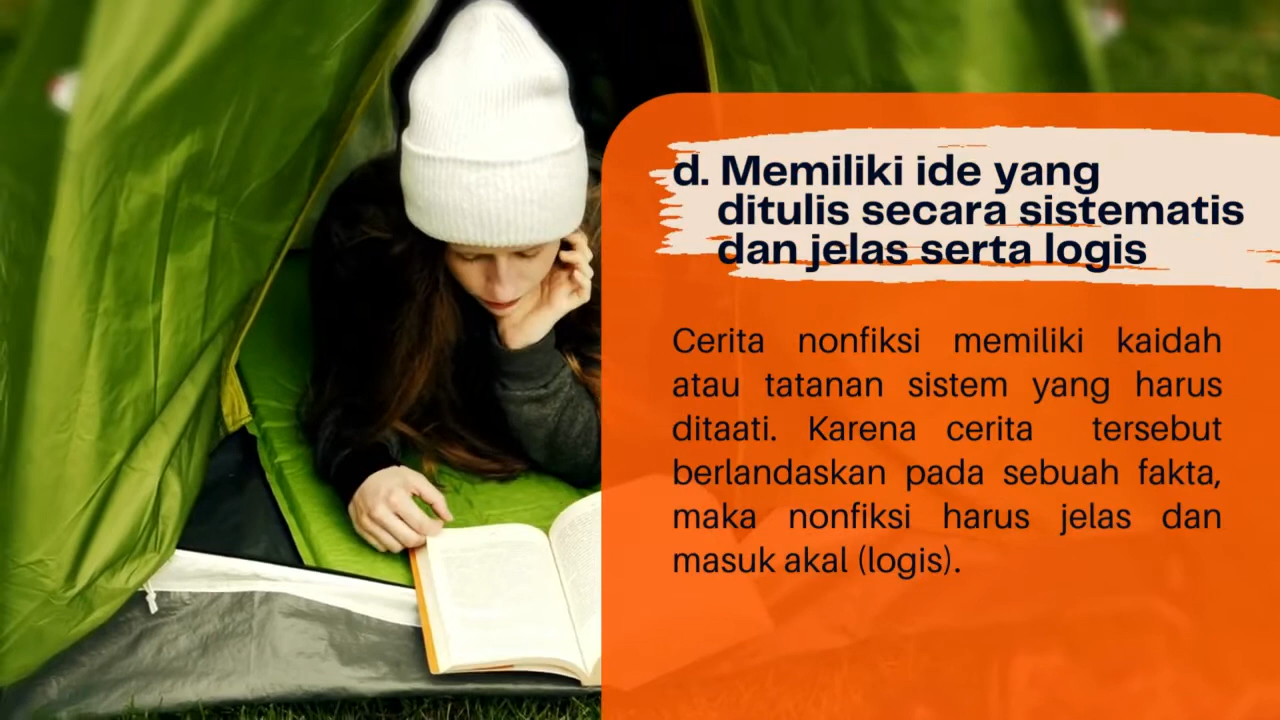 d. Memiliki ide yang
ditulis secara sistematis
dan jelas serta logis
Cerita nonfiksi memiliki kaidah
atau tatanan sistem yang harus
ditaati. Karena cerita tersebut
berlandaskan pada sebuah fakta,
maka nonfiksi harus jelas dan
masuk akal (logis).